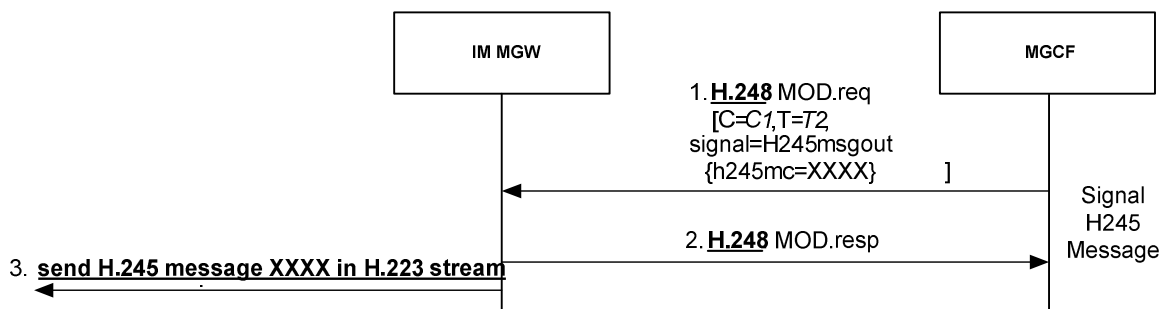 IM MGW
MGCF
1. H.248 MOD.req
[C=C1,T=T2,
signal=H245msgout
{h245mc=XXXX} ]
Signal
H245
Message
2. H.248 MOD.resp
3. send H.245 message XXXX in H.223 stream